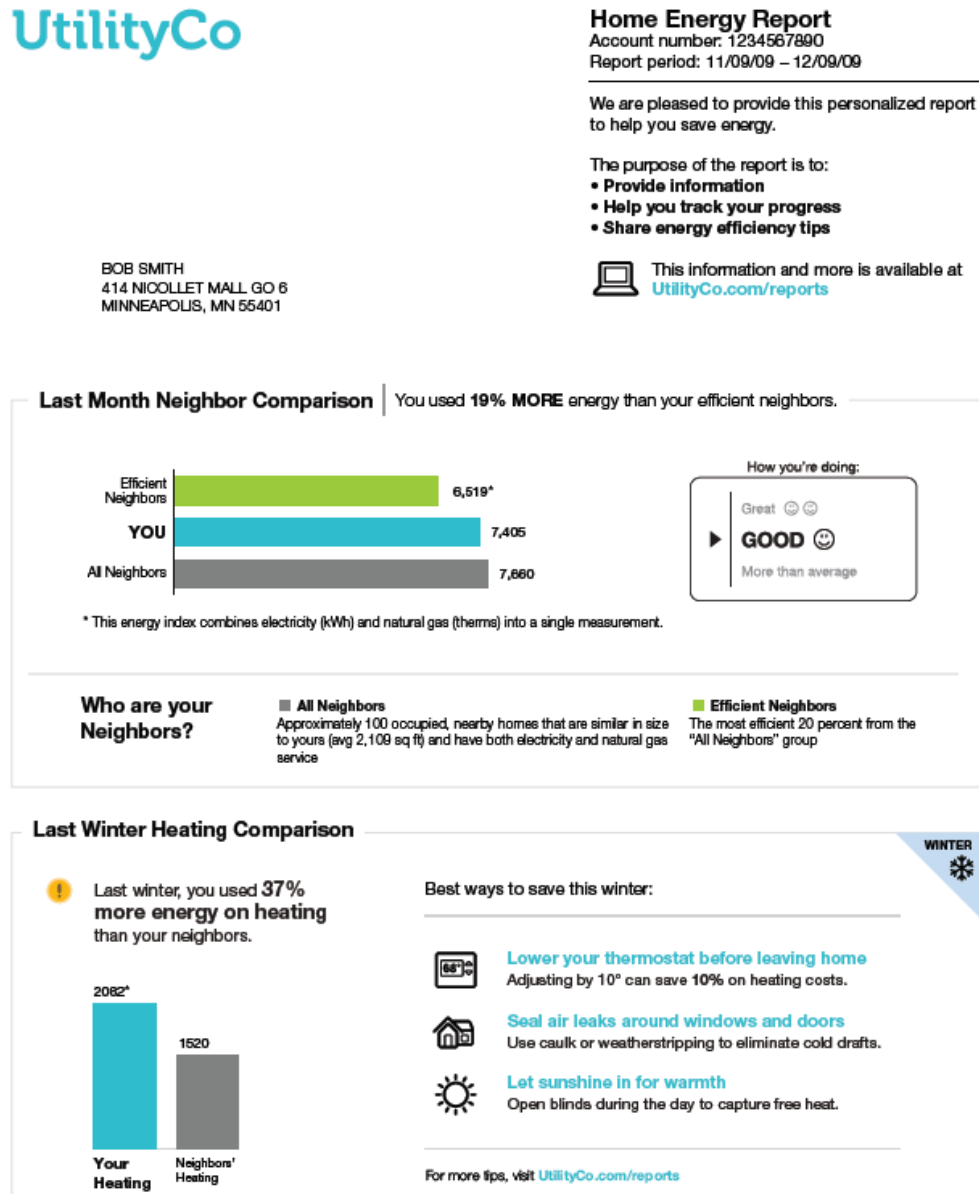 UtilityCo
Home Energy Report
Account number: 1234567890
Report period: 11/09/09 – 12/09/09
We are pleased to provide this personalized report
to help you save energy.
The purpose of the report is to:
• Provide information
• Help you track your progress
• Share energy efficiency tips
This information and more is available at
UtilityCo.com/reports
BOB SMITH
414 NICOLLET MALL GO 6
MINNEAPOLIS, MN 55401
Last Month Neighbor Comparison | You used 19% MORE energy than your efficient neighbors.
Efficient
Neighbors
6,519*
YOU
7,405
All Neighbors
7,660
How you're doing:
Great
GOOD
More than average
* This energy index combines electricity (kWh) and natural gas (therms) into a single measurement.
Who are your
Neighbors?
All Neighbors
Approximately 100 occupied, nearby homes that are similar in size
to yours (avg 2,109 sq ft) and have both electricity and natural gas
service
Efficient Neighbors
The most efficient 20 percent from the
“All Neighbors” group
Last Winter Heating Comparison
WINTER
Last winter, you used 37%
more energy on heating
than your neighbors.
2082*
1520
Your
Heating
Neighbors'
Heating
Best ways to save this winter:
68°
Lower your thermostat before leaving home
Adjusting by 10° can save 10% on heating costs.
Seal air leaks around windows and doors
Use caulk or weatherstripping to eliminate cold drafts.
Let sunshine in for warmth
Open blinds during the day to capture free heat.
For more tips, visit UtilityCo.com/reports